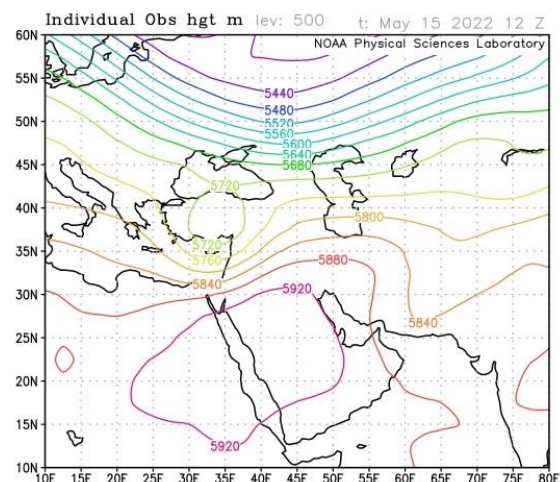 Individual Obs hgt m lev: 500 t: May 15 2022 12 Z
NOAA Physical Sciences Laboratory
60N
55N
5440
50N
5480
5520
5560
5600
45N
5640
5680
5720
40N
5800
35N
5720
5760
5880
5840
30N
5920
5840
25N
20N
15N
5920
10N
10E 15E 20E 25E 30E 35E 40E 45E 50E 55E 60E 65E 70E 75E 80E